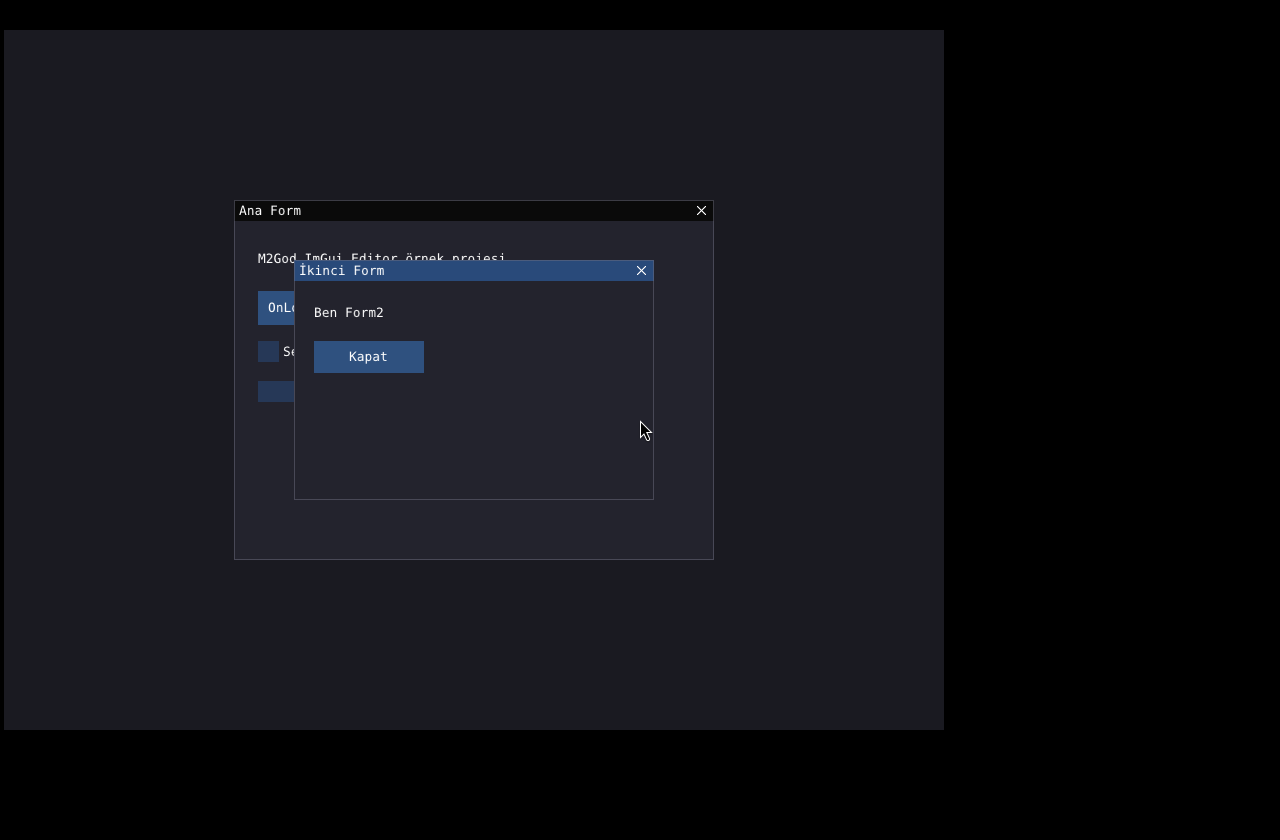 Ana Form
M2God ImGui Editor örnek projesi
İkinci Form
Ben Form2
Kapat